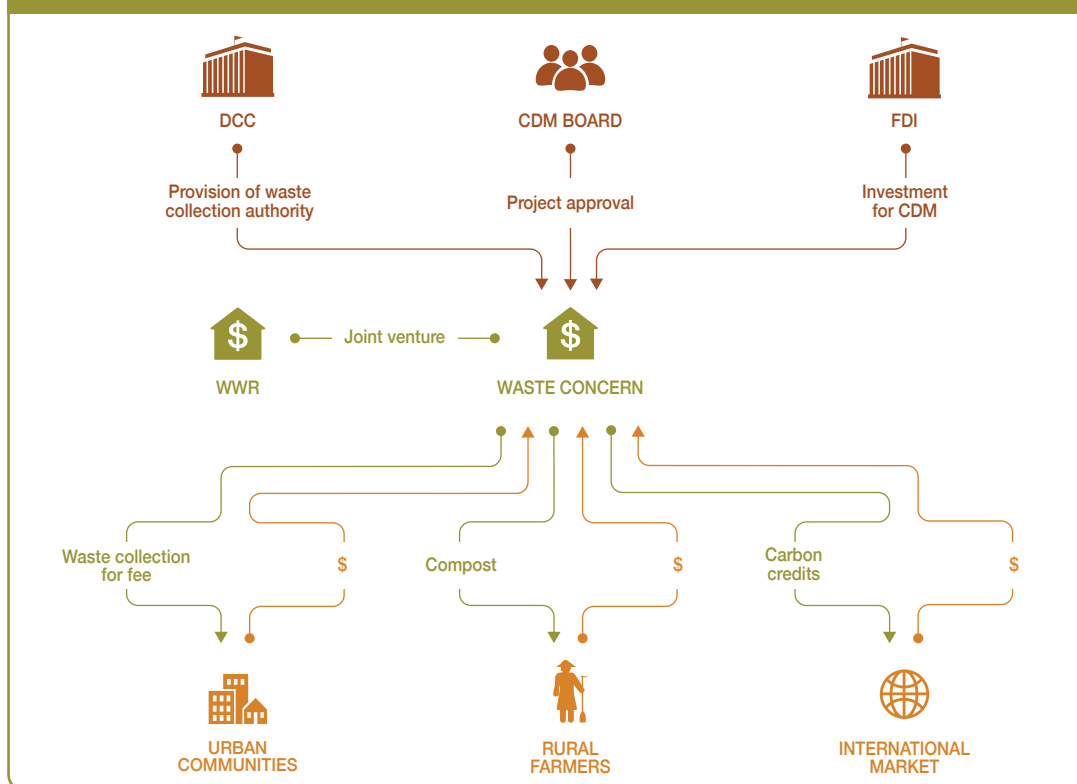 DCC
CDM BOARD
FDI
Provision of waste
collection authority
Project approval
Investment
for CDM
$
Joint venture
$
WWR
WASTE CONCERN
Waste collection
for fee
$
Compost
$
Carbon
credits
$
URBAN
COMMUNITIES
RURAL
FARMERS
INTERNATIONAL
MARKET